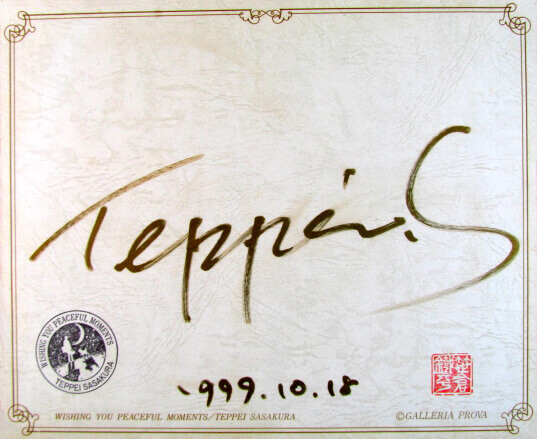 Teppei.S
WISHING YOU PEACEFUL MOMENTS
TEPPEI SASAKURA
1999.10.18
WISHING YOU PEACEFUL MOMENTS/TEPPEI SASAKURA
©GALLERIA PROVA